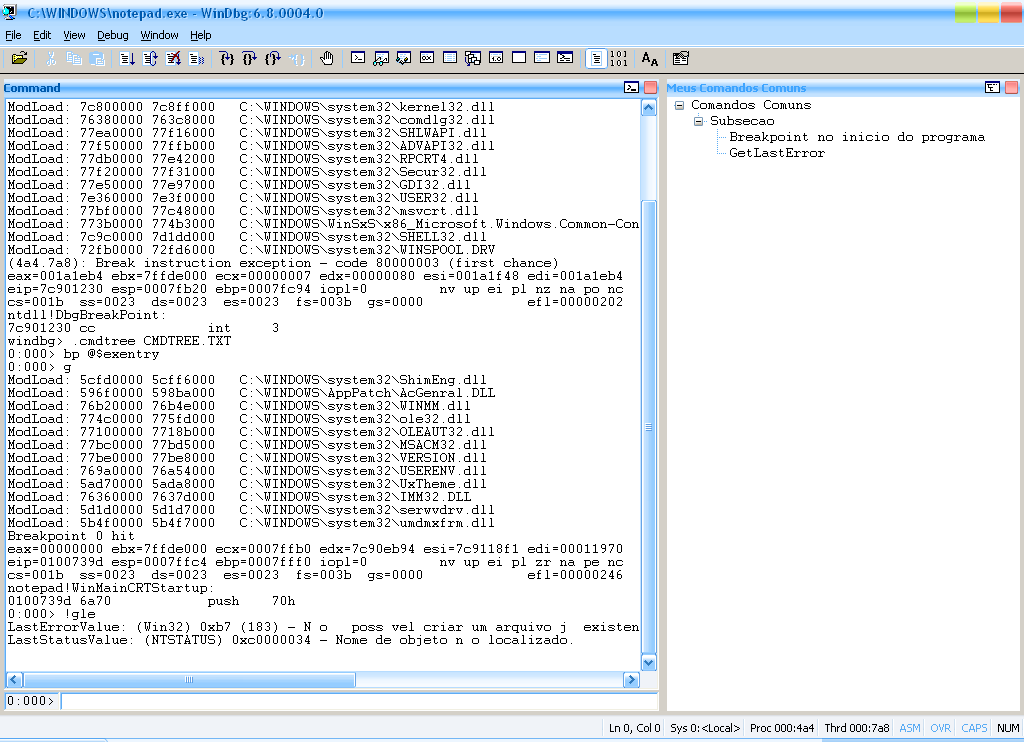 C:\WINDOWS\notepad.exe - WinDbg:6.8.0004.0
File Edit View Debug Window Help
Command
ModLoad: 7c800000 7c8ff000 C:\WINDOWS\system32\kernel32.dll
ModLoad: 76380000 763c8000 C:\WINDOWS\system32\comdlg32.dll
ModLoad: 77ea0000 77f16000 C:\WINDOWS\system32\SHLWAPI.dll
ModLoad: 77f50000 77ffb000 C:\WINDOWS\system32\ADVAPI32.dll
ModLoad: 77db0000 77e42000 C:\WINDOWS\system32\RPCRT4.dll
ModLoad: 77f20000 77f31000 C:\WINDOWS\system32\Secur32.dll
ModLoad: 77e50000 77e97000 C:\WINDOWS\system32\GDI32.dll
ModLoad: 7e360000 7e3f0000 C:\WINDOWS\system32\USER32.dll
ModLoad: 77bf0000 77c48000 C:\WINDOWS\system32\msvcrt.dll
ModLoad: 773b0000 774b3000 C:\WINDOWS\WinSxS\x86_Microsoft.Windows.Common-Con
ModLoad: 7c9c0000 7d1dd000 C:\WINDOWS\system32\SHELL32.dll
ModLoad: 72fb0000 72fd6000 C:\WINDOWS\system32\WINSPOOL.DRV
(4a4.7a8): Break instruction exception - code 80000003 (first chance)
eax=001a1eb4 ebx=7ffde000 ecx=00000007 edx=00000080 esi=001a1f48 edi=001a1eb4
eip=7c901230 esp=0007fb20 ebp=0007fc94 iopl=0 nv up ei pl nz na po nc
cs=001b ss=0023 ds=0023 es=0023 fs=003b gs=0000 efl=00000202
ntdll!DbgBreakPoint:
7c901230 cc int 3
windbg> .cmdtree CMDTREE.TXT
0:000> bp @$exentry
0:000> g
ModLoad: 5cfd0000 5cff6000 C:\WINDOWS\system32\ShimEng.dll
ModLoad: 596f0000 598ba000 C:\WINDOWS\AppPatch\AcGenral.DLL
ModLoad: 76b20000 76b4e000 C:\WINDOWS\system32\WINMM.dll
ModLoad: 774c0000 775fd000 C:\WINDOWS\system32\ole32.dll
ModLoad: 77100000 7718b000 C:\WINDOWS\system32\OLEAUT32.dll
ModLoad: 77bc0000 77bd5000 C:\WINDOWS\system32\MSACM32.dll
ModLoad: 77be0000 77be8000 C:\WINDOWS\system32\VERSION.dll
ModLoad: 769a0000 76a54000 C:\WINDOWS\system32\USERENV.dll
ModLoad: 5ad70000 5ada8000 C:\WINDOWS\system32\UxTheme.dll
ModLoad: 76360000 7637d000 C:\WINDOWS\system32\IMM32.DLL
ModLoad: 5d1d0000 5d1d7000 C:\WINDOWS\system32\serwvdrv.dll
ModLoad: 5b4f0000 5b4f7000 C:\WINDOWS\system32\umdmxfrm.dll
Breakpoint 0 hit
eax=00000000 ebx=7ffde000 ecx=0007ffb0 edx=7c90eb94 esi=7c9118f1 edi=00011970
eip=0100739d esp=0007ffc4 ebp=0007fff0 iopl=0 nv up ei pl zr na pe nc
cs=001b ss=0023 ds=0023 es=0023 fs=003b gs=0000 efl=00000246
notepad!WinMainCRTStartup:
0100739d 6a70 push 70h
0:000> !gle
LastErrorValue: (Win32) 0xb7 (183) - N o poss vel criar um arquivo j existen
LastStatusValue: (NTSTATUS) 0xc0000034 - Nome de objeto n o localizado.
0:000>
Meus Comandos Comuns
Comandos Comuns
Subsecao
Breakpoint no inicio do programa
GetLastError
Ln 0, Col 0 Sys 0:<Local> Proc 000:4a4 Thrd 000:7a8 ASM OVR CAPS NUM